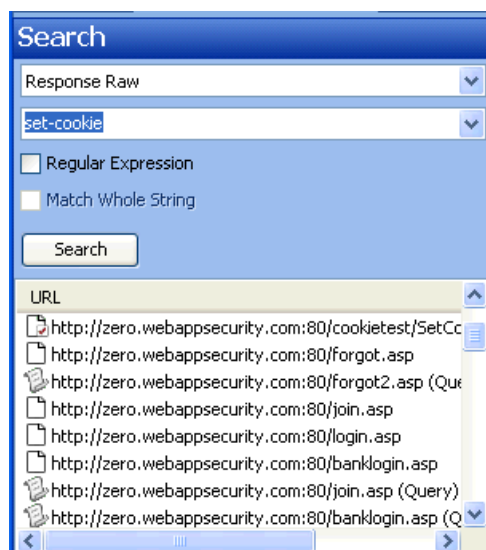 Search
Response Raw
set-cookie
Regular Expression
Match Whole String
Search
URL
http://zero.webappsecurity.com:80/cookietest/SetC
http://zero.webappsecurity.com:80/forgot.asp
http://zero.webappsecurity.com:80/forgot2.asp (Que
http://zero.webappsecurity.com:80/join.asp
http://zero.webappsecurity.com:80/login.asp
http://zero.webappsecurity.com:80/banklogin.asp
http://zero.webappsecurity.com:80/join.asp (Query)
http://zero.webappsecurity.com:80/banklogin.asp (Q